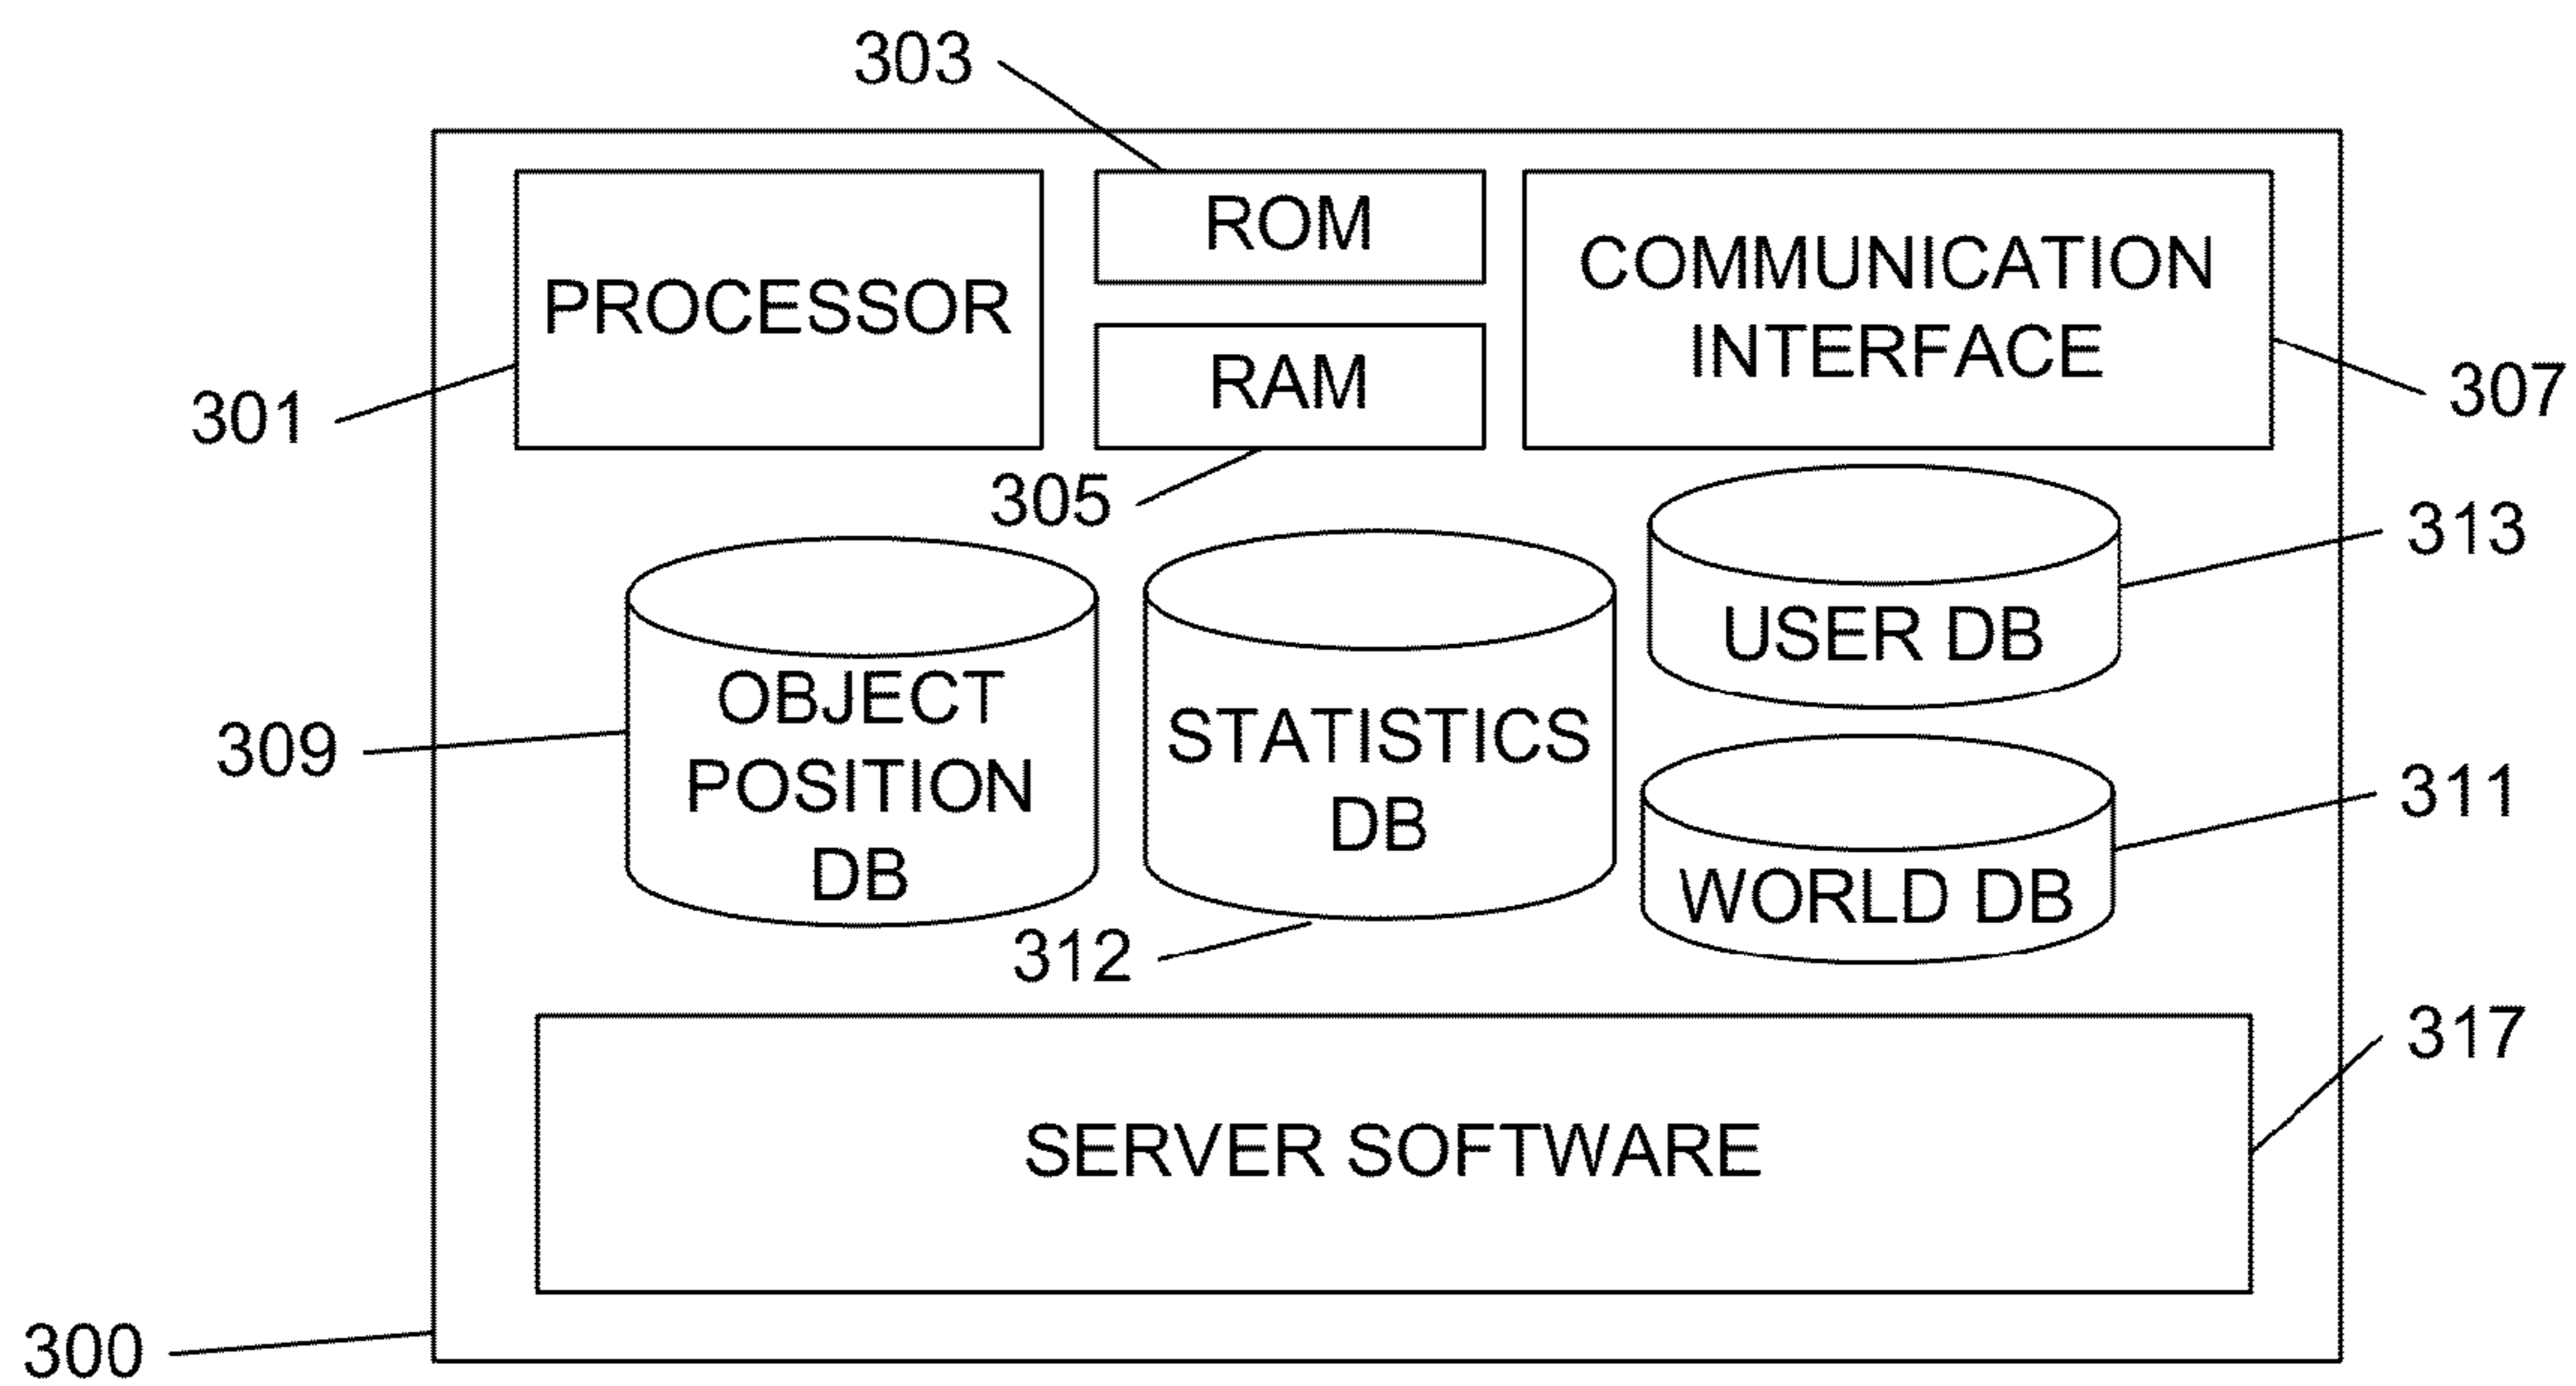 303
ROM
PROCESSOR
COMMUNICATION
INTERFACE
RAM
301
307
305
313
USER DB
OBJECT
POSITION
DB
309
STATISTICS
DB
311
WORLD DB
312
317
SERVER SOFTWARE
300